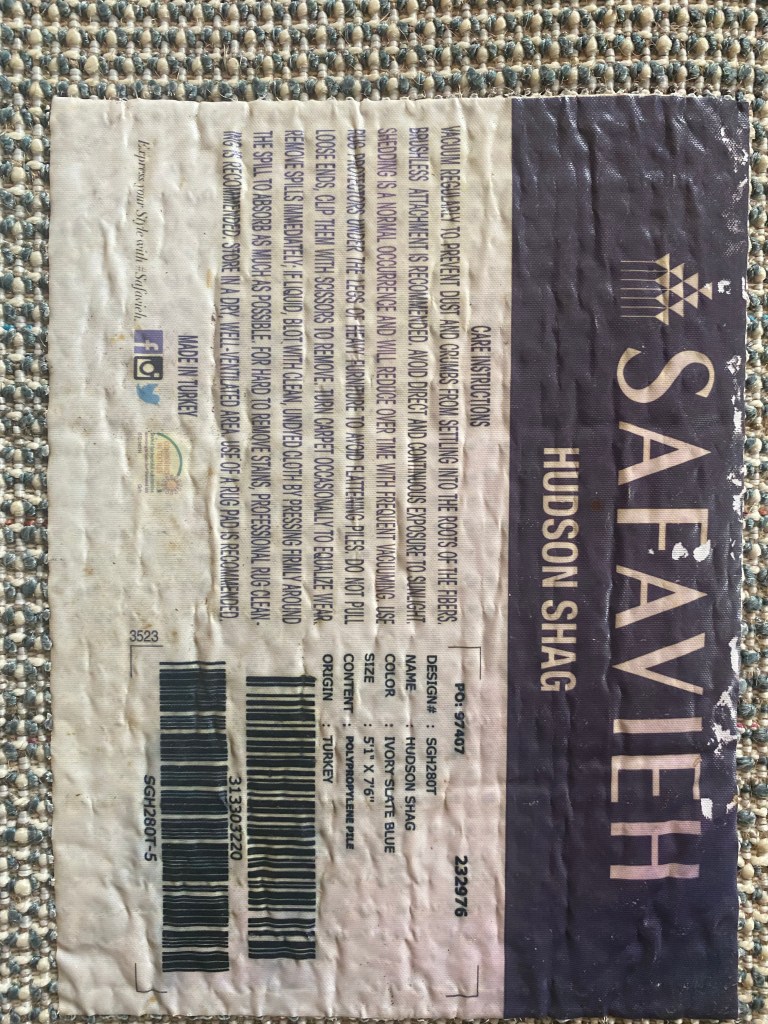 SAFAVIEH
HUDSON SHAG
CARE INSTRUCTIONS
VACUUM REGULARLY TO PREVENT DUST AND CRUMBS FROM SETTLING INTO THE ROOTS OF THE FIBERS.
BRUSHLESS ATTACHMENT IS RECOMMENDED. AVOID DIRECT AND CONTINUOUS EXPOSURE TO SUNLIGHT.
SHEDDING IS A NORMAL OCCURRENCE AND WILL REDUCE OVER TIME WITH FREQUENT VACUUMING. USE
RUG PROTECTORS UNDER THE LEGS OF HEAVY FURNITURE TO AVOID FLATTENING PILES. DO NOT PULL
LOOSE ENDS, CLIP THEM WITH SCISSORS TO REMOVE. TURN CARPET OCCASIONALLY TO EQUALIZE WEAR.
REMOVE SPILLS IMMEDIATELY; IF LIQUID, BLOT WITH CLEAN, UNDYED CLOTH BY PRESSING FIRMLY AROUND
THE SPILL TO ABSORB AS MUCH AS POSSIBLE. FOR HARD TO REMOVE STAINS, PROFESSIONAL RUG CLEAN-
ING IS RECOMMENDED. STORE IN A DRY, WELL-VENTILATED AREA. USE OF A RUG PAD IS RECOMMENDED.
MADE IN TURKEY
Express your Style with #Safavieh.
PO: 97407 232976
DESIGN# : SGH280T
NAME : HUDSON SHAG
COLOR : IVORY SLATE BLUE
SIZE : 5'1" X 7'6"
CONTENT : POLYPROPYLENE PILE
ORIGIN : TURKEY
313303220
SGH280T-5
3523